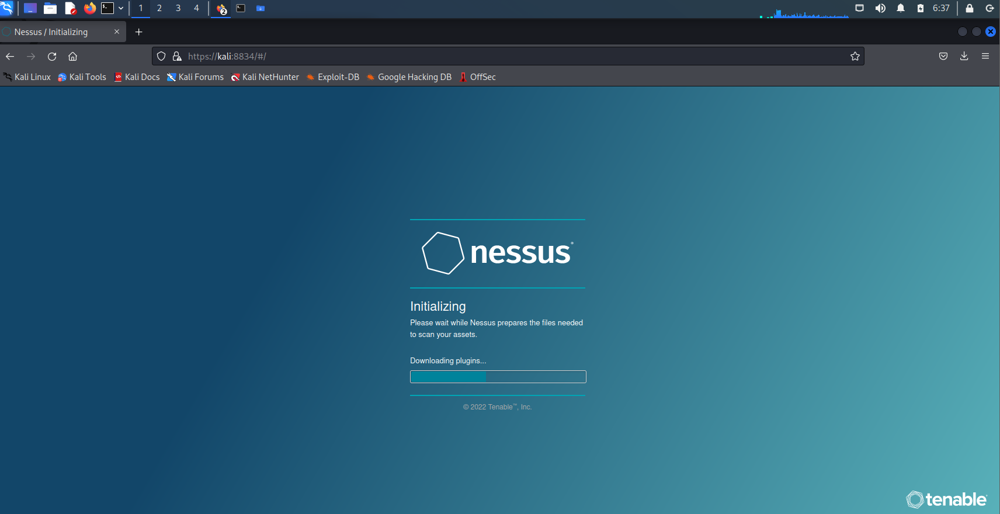 1 2 3 4 2 6:37
Nessus / Initializing
https://kali:8834/#/
Kali Linux Kali Tools Kali Docs Kali Forums Kali NetHunter Exploit-DB Google Hacking DB OffSec
nessus®
Initializing
Please wait while Nessus prepares the files needed
to scan your assets.
Downloading plugins...
© 2022 Tenable™, Inc.
tenable®